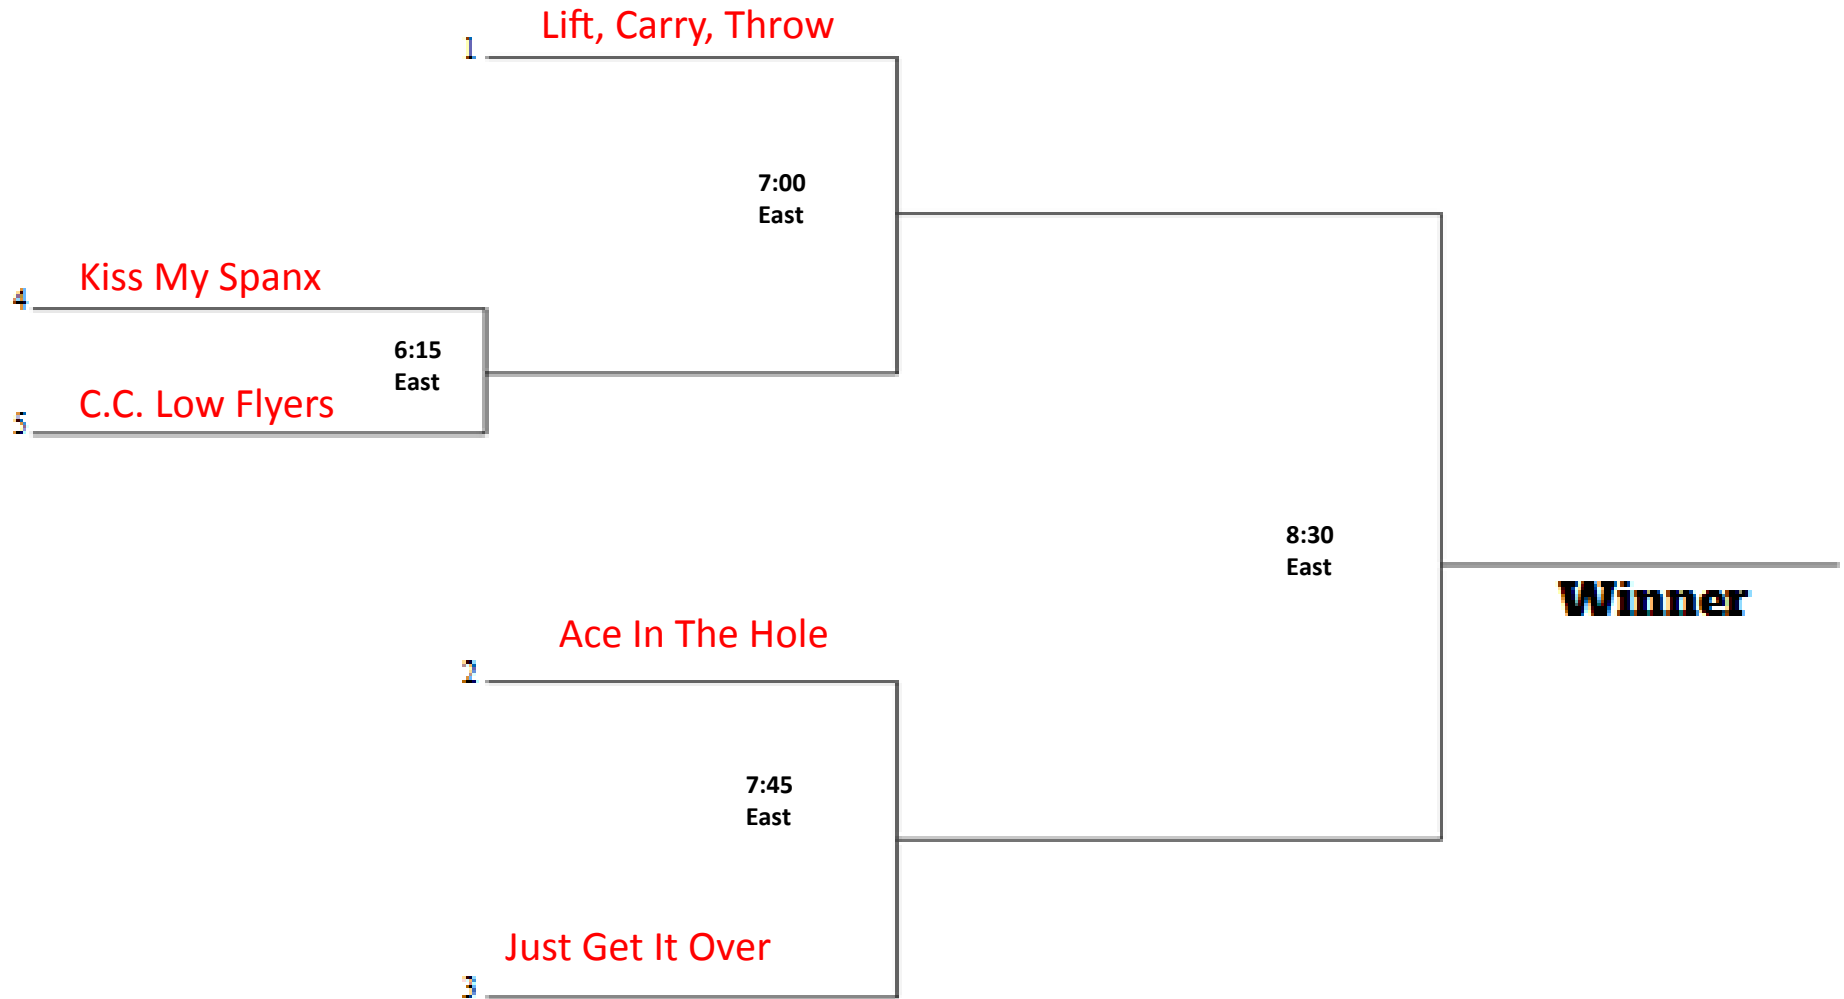 Lift, Carry, Throw
1
7:00
East
Kiss My Spanx
4
6:15
East
C.C. Low Flyers
5
8:30
East
Winner
Ace In The Hole
2
7:45
East
Just Get It Over
3